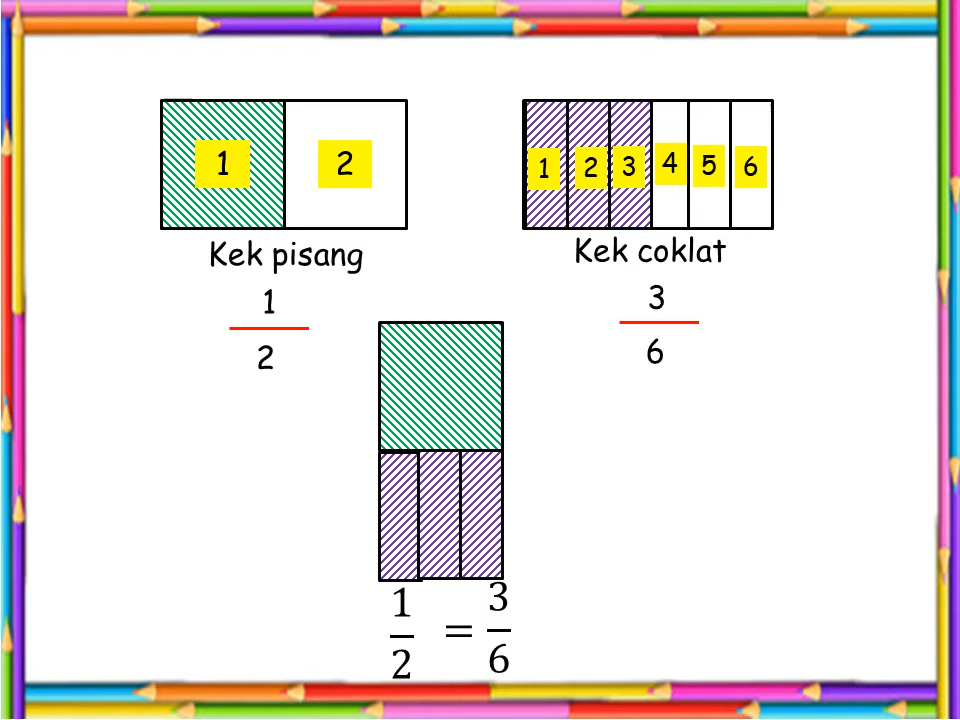 1 2
1 2 3 4 5 6
Kek pisang
Kek coklat
1
2
3
6
1/2 = 3/6